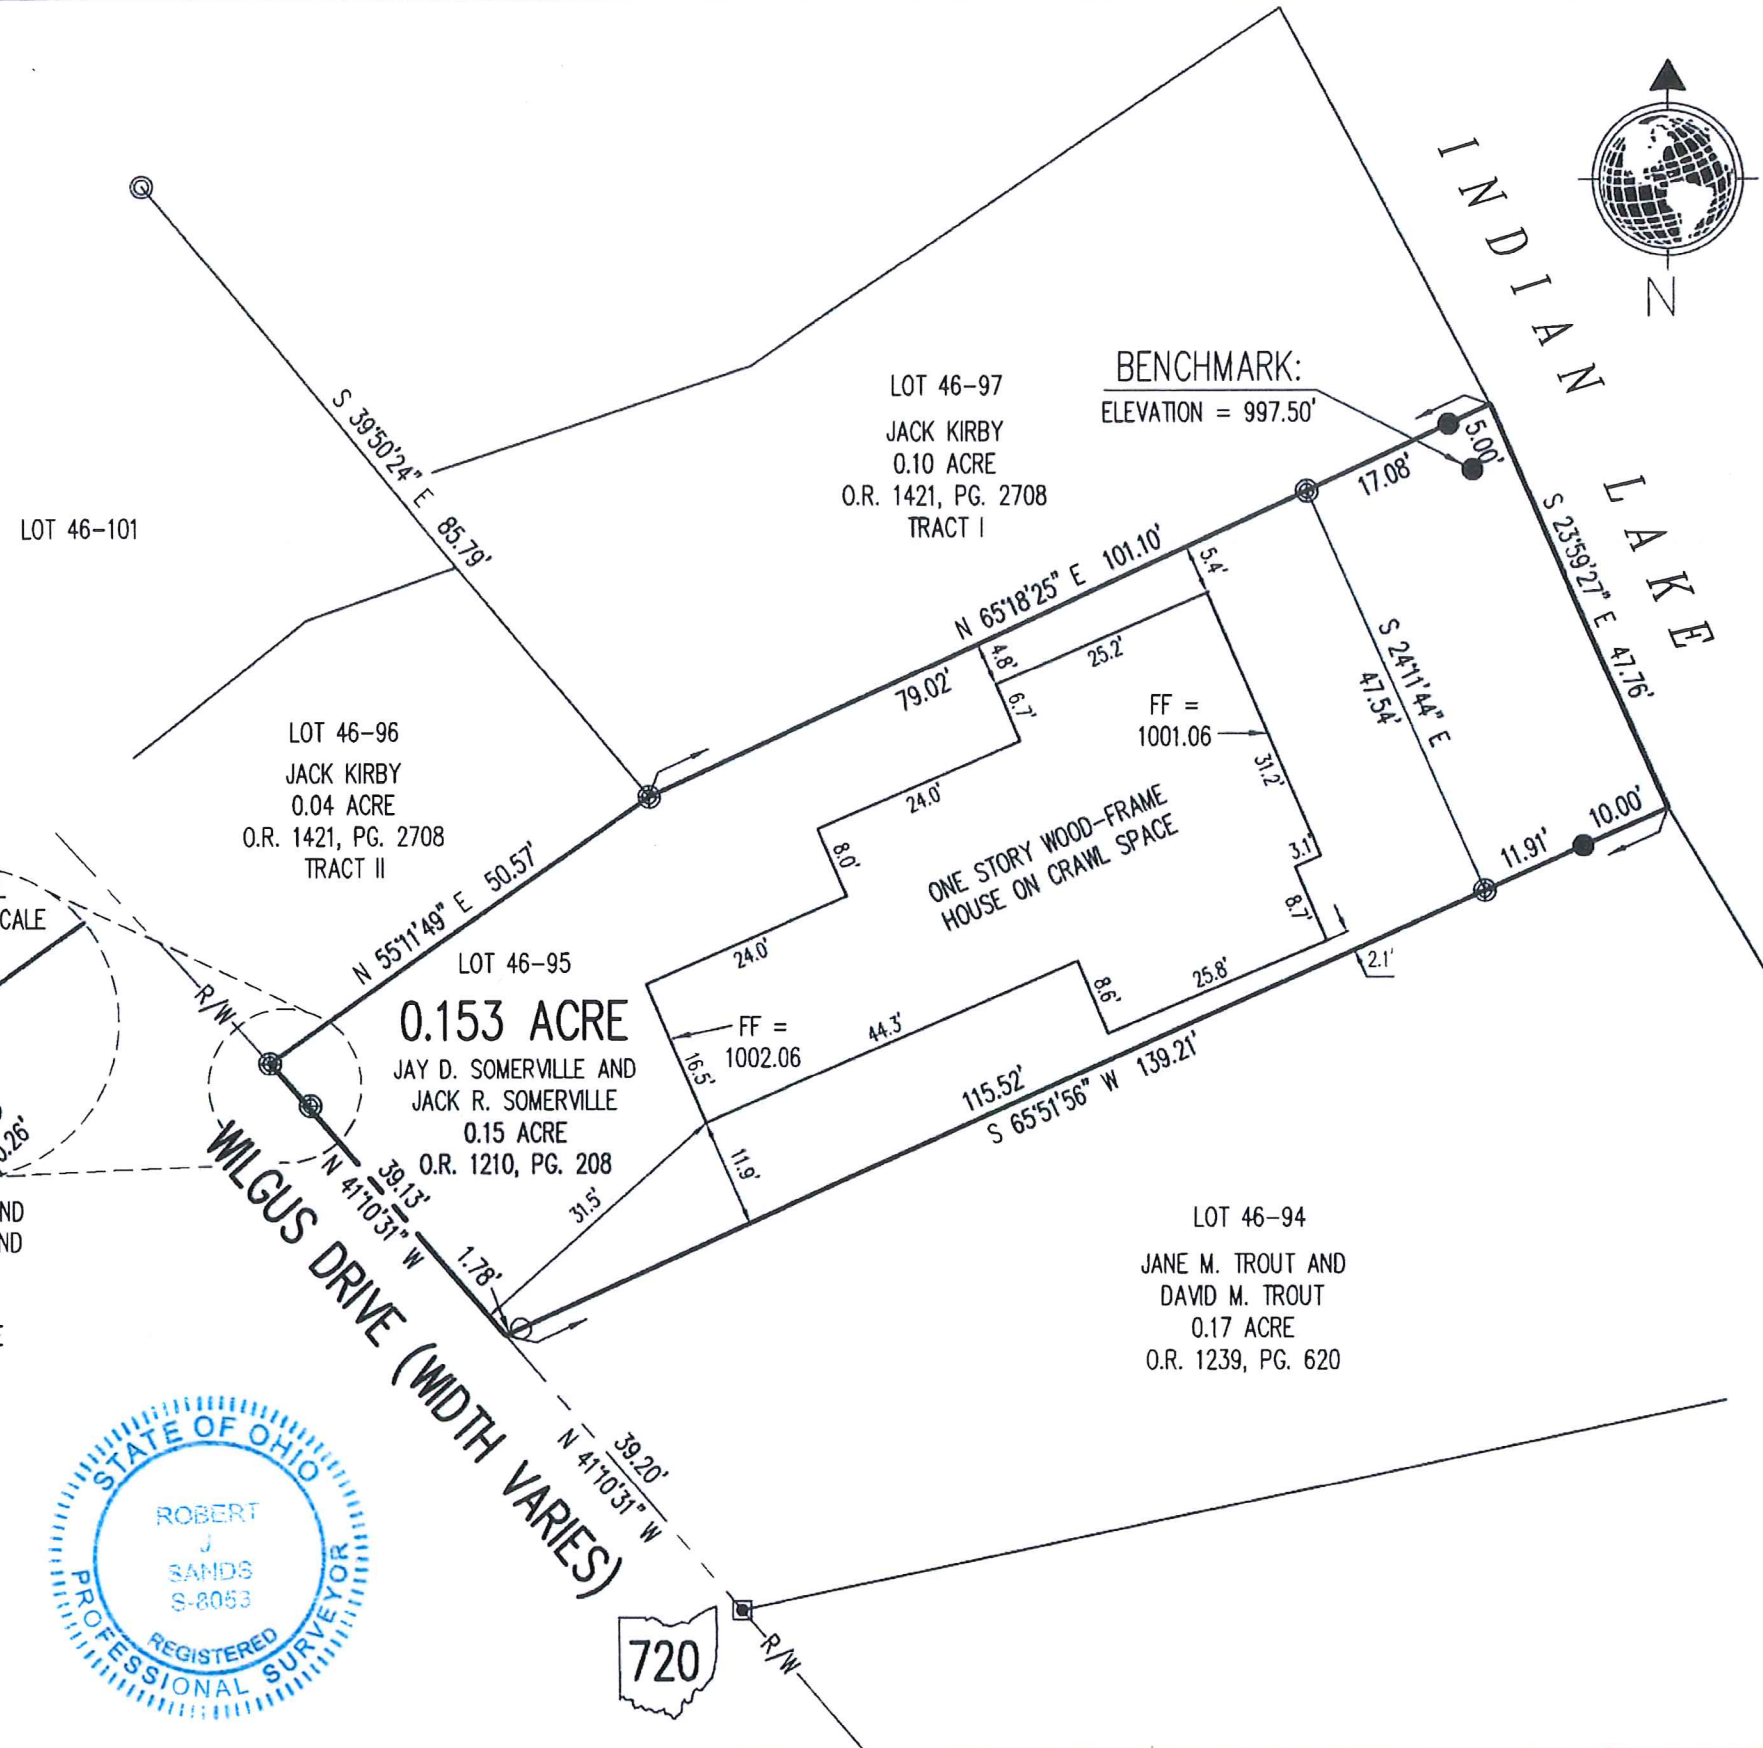 INDIAN LAKE
N
BENCHMARK:
ELEVATION = 997.50'
LOT 46-97
JACK KIRBY
0.10 ACRE
O.R. 1421, PG. 2708
TRACT I
S 39°50'24" E 85.79'
LOT 46-101
5.00'
17.08'
N 65°18'25" E 101.10'
79.02'
S 23°59'27" E 47.76'
S 24°11'44" E
47.54'
5.4'
4.8'
25.2'
6.7'
FF =
1001.06
31.2'
24.0'
8.0'
3.1'
8.7'
10.00'
11.91'
ONE STORY WOOD-FRAME
HOUSE ON CRAWL SPACE
LOT 46-96
JACK KIRBY
0.04 ACRE
O.R. 1421, PG. 2708
TRACT II
CALE
N 55°11'49" E 50.57'
LOT 46-95
0.153 ACRE
JAY D. SOMERVILLE AND
JACK R. SOMERVILLE
0.15 ACRE
O.R. 1210, PG. 208
R/W
24.0'
FF =
1002.06
16.5'
44.3'
8.6'
25.8'
2.1'
115.52'
S 65°51'56" W 139.21'
11.9'
31.5'
39.13'
N 41°10'31" W
1.78'
.26'
ND
ND
E
WILGUS DRIVE (WIDTH VARIES)
LOT 46-94
JANE M. TROUT AND
DAVID M. TROUT
0.17 ACRE
O.R. 1239, PG. 620
39.20'
N 41°10'31" W
720
R/W
STATE OF OHIO
ROBERT
J
SANDS
S-8053
REGISTERED
PROFESSIONAL SURVEYOR